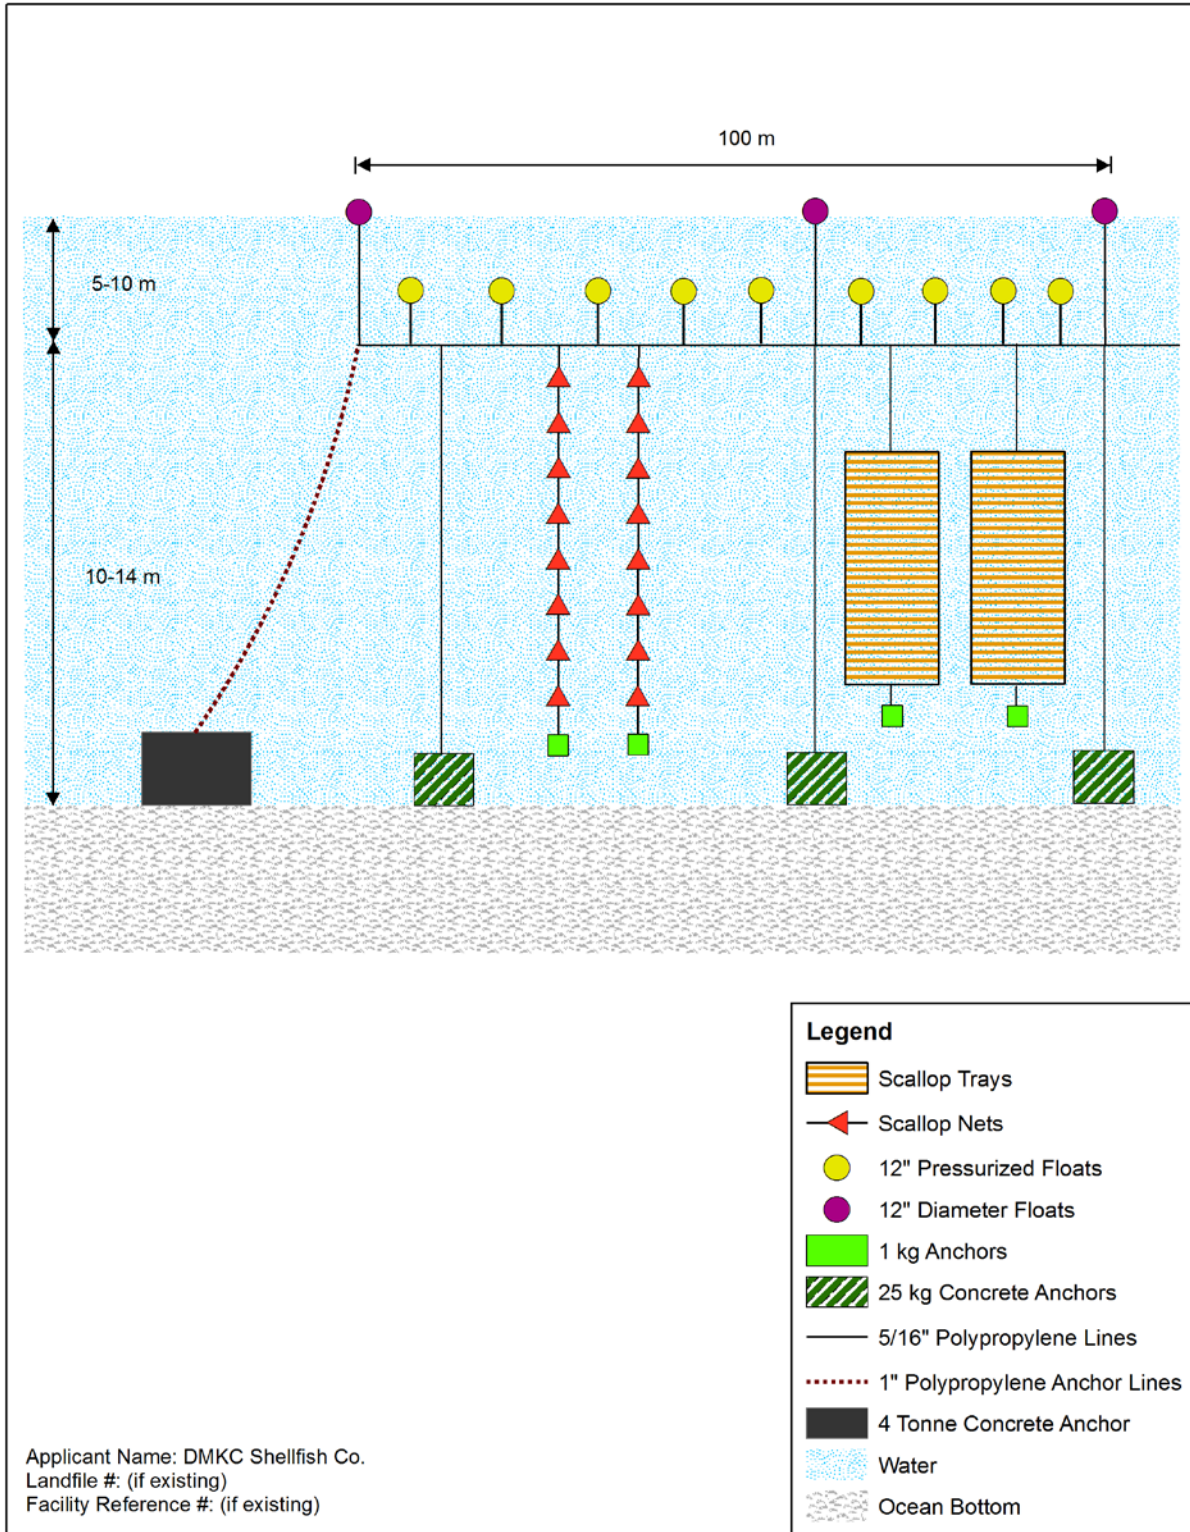 100 m
5-10 m
10-14 m
Legend
Scallop Trays
Scallop Nets
12" Pressurized Floats
12" Diameter Floats
1 kg Anchors
25 kg Concrete Anchors
5/16" Polypropylene Lines
1" Polypropylene Anchor Lines
4 Tonne Concrete Anchor
Water
Ocean Bottom
Applicant Name: DMKC Shellfish Co.
Landfile #: (if existing)
Facility Reference #: (if existing)